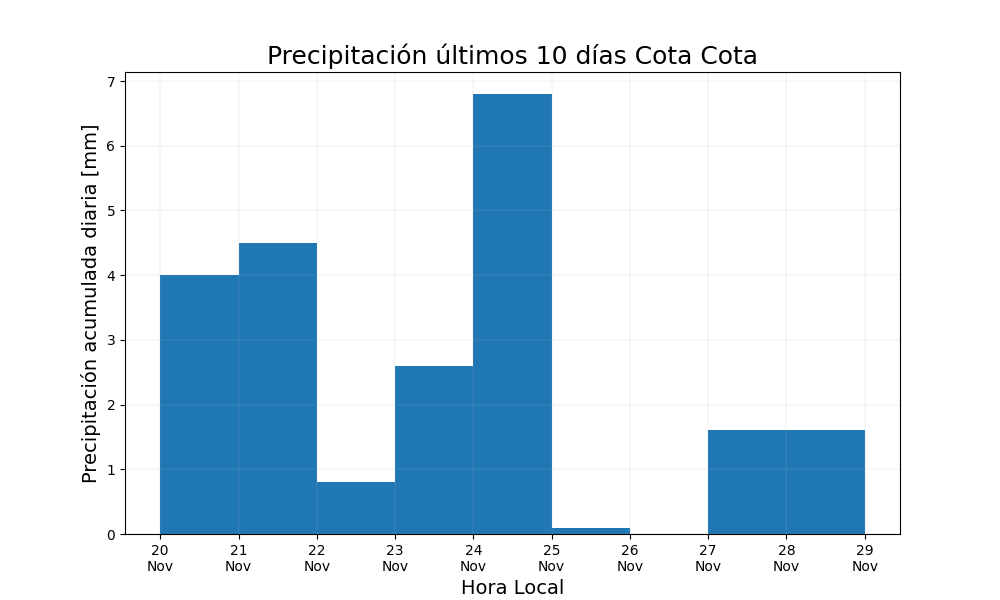 Precipitación últimos 10 días Cota Cota
Precipitación acumulada diaria [mm]
7
6
5
4
3
2
1
0
20 21 22 23 24 25 26 27 28 29
Nov Nov Nov Nov Nov Nov Nov Nov Nov Nov
Hora Local